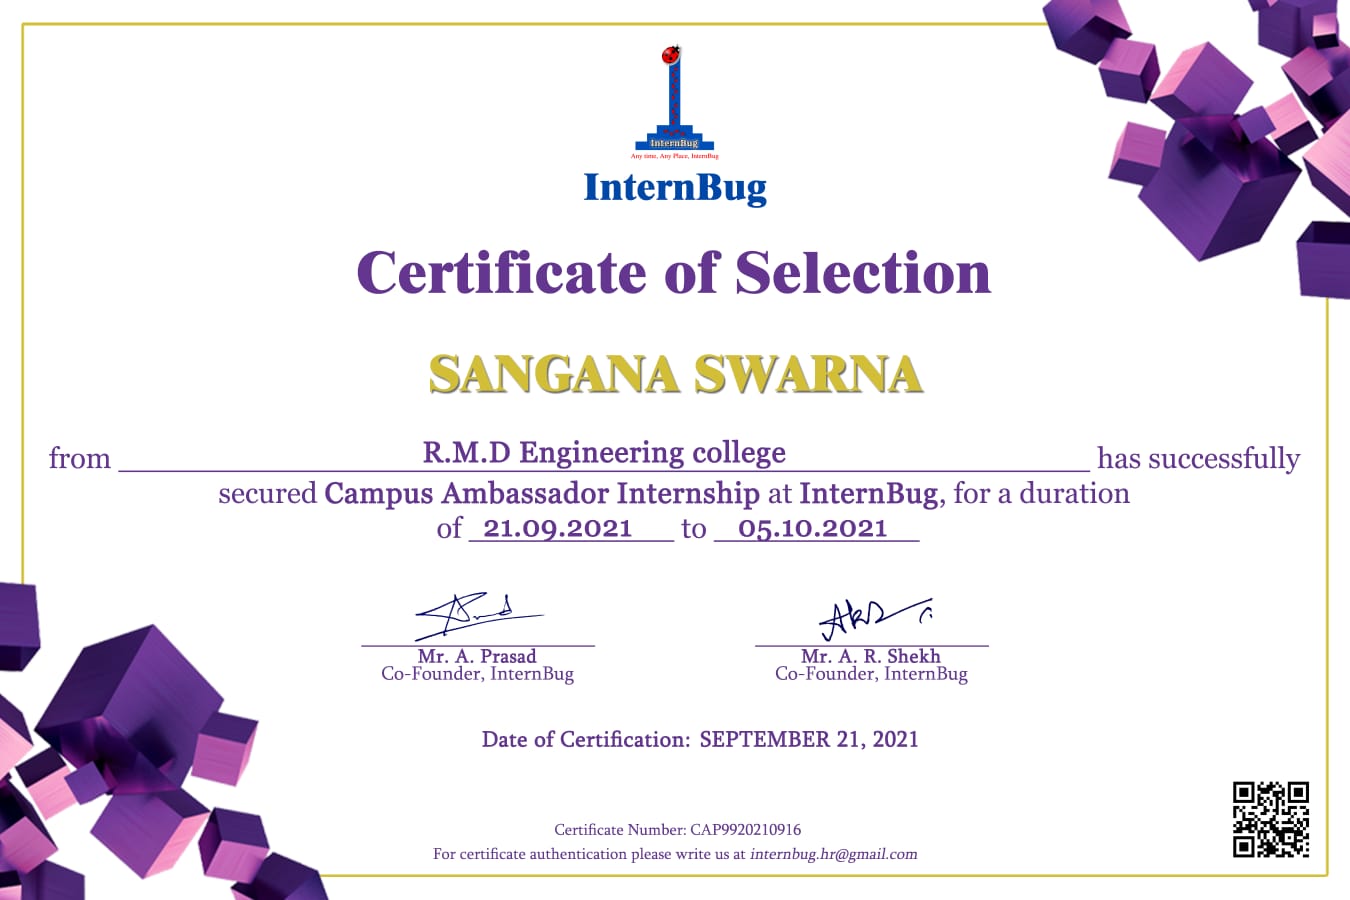 InternBug
Any time, Any Place, InternBug
InternBug
Certificate of Selection
SANGANA SWARNA
from R.M.D Engineering college has successfully
secured Campus Ambassador Internship at InternBug, for a duration
of 21.09.2021 to 05.10.2021
Mr. A. Prasad
Co-Founder, InternBug
Mr. A. R. Shekh
Co-Founder, InternBug
Date of Certification: SEPTEMBER 21, 2021
Certificate Number: CAP9920210916
For certificate authentication please write us at internbug.hr@gmail.com